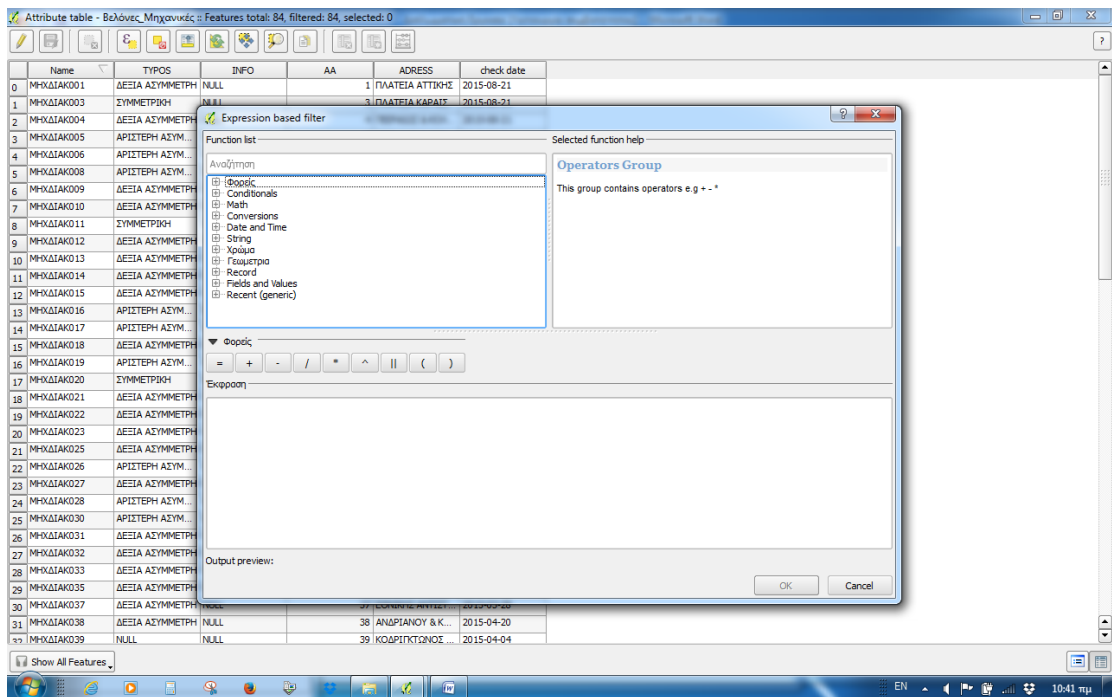 Attribute table - Βελόνες_Μηχανικές :: Features total: 84, filtered: 84, selected: 0
Name TYPOS INFO AA ADRESS check date
0 ΜΗΧΔΙΑΚ001 ΔΕΞΙΑ ΑΣΥΜΜΕΤΡΗ NULL 1 ΠΛΑΤΕΙΑ ΑΤΤΙΚΗΣ 2015-08-21
1 ΜΗΧΔΙΑΚ003 ΣΥΜΜΕΤΡΙΚΗ NULL 3 ΠΛΑΤΕΙΑ ΚΑΡΑΙΣ... 2015-08-21
2 ΜΗΧΔΙΑΚ004 ΔΕΞΙΑ ΑΣΥΜΜΕΤΡΗ
3 ΜΗΧΔΙΑΚ005 ΑΡΙΣΤΕΡΗ ΑΣΥΜ...
4 ΜΗΧΔΙΑΚ006 ΑΡΙΣΤΕΡΗ ΑΣΥΜ...
5 ΜΗΧΔΙΑΚ008 ΑΡΙΣΤΕΡΗ ΑΣΥΜ...
6 ΜΗΧΔΙΑΚ009 ΔΕΞΙΑ ΑΣΥΜΜΕΤΡΗ
7 ΜΗΧΔΙΑΚ010 ΔΕΞΙΑ ΑΣΥΜΜΕΤΡΗ
8 ΜΗΧΔΙΑΚ011 ΣΥΜΜΕΤΡΙΚΗ
9 ΜΗΧΔΙΑΚ012 ΔΕΞΙΑ ΑΣΥΜΜΕΤΡΗ
10 ΜΗΧΔΙΑΚ013 ΔΕΞΙΑ ΑΣΥΜΜΕΤΡΗ
11 ΜΗΧΔΙΑΚ014 ΔΕΞΙΑ ΑΣΥΜΜΕΤΡΗ
12 ΜΗΧΔΙΑΚ015 ΔΕΞΙΑ ΑΣΥΜΜΕΤΡΗ
13 ΜΗΧΔΙΑΚ016 ΑΡΙΣΤΕΡΗ ΑΣΥΜ...
14 ΜΗΧΔΙΑΚ017 ΑΡΙΣΤΕΡΗ ΑΣΥΜ...
15 ΜΗΧΔΙΑΚ018 ΔΕΞΙΑ ΑΣΥΜΜΕΤΡΗ
16 ΜΗΧΔΙΑΚ019 ΑΡΙΣΤΕΡΗ ΑΣΥΜ...
17 ΜΗΧΔΙΑΚ020 ΣΥΜΜΕΤΡΙΚΗ
18 ΜΗΧΔΙΑΚ021 ΔΕΞΙΑ ΑΣΥΜΜΕΤΡΗ
19 ΜΗΧΔΙΑΚ022 ΔΕΞΙΑ ΑΣΥΜΜΕΤΡΗ
20 ΜΗΧΔΙΑΚ023 ΔΕΞΙΑ ΑΣΥΜΜΕΤΡΗ
21 ΜΗΧΔΙΑΚ025 ΔΕΞΙΑ ΑΣΥΜΜΕΤΡΗ
22 ΜΗΧΔΙΑΚ026 ΑΡΙΣΤΕΡΗ ΑΣΥΜ...
23 ΜΗΧΔΙΑΚ027 ΔΕΞΙΑ ΑΣΥΜΜΕΤΡΗ
24 ΜΗΧΔΙΑΚ028 ΑΡΙΣΤΕΡΗ ΑΣΥΜ...
25 ΜΗΧΔΙΑΚ030 ΑΡΙΣΤΕΡΗ ΑΣΥΜ...
26 ΜΗΧΔΙΑΚ031 ΔΕΞΙΑ ΑΣΥΜΜΕΤΡΗ
27 ΜΗΧΔΙΑΚ032 ΔΕΞΙΑ ΑΣΥΜΜΕΤΡΗ
28 ΜΗΧΔΙΑΚ033 ΔΕΞΙΑ ΑΣΥΜΜΕΤΡΗ
29 ΜΗΧΔΙΑΚ035 ΔΕΞΙΑ ΑΣΥΜΜΕΤΡΗ
30 ΜΗΧΔΙΑΚ037 ΔΕΞΙΑ ΑΣΥΜΜΕΤΡΗ NULL
31 ΜΗΧΔΙΑΚ038 ΔΕΞΙΑ ΑΣΥΜΜΕΤΡΗ NULL 38 ΑΝΔΡΙΑΝΟΥ & Κ... 2015-04-20
32 ΜΗΧΔΙΑΚ039 NULL NULL 39 ΚΟΔΡΙΓΚΤΩΝΟΣ ... 2015-04-04
Expression based filter
Function list
Αναζήτηση
Φορείς
Conditionals
Math
Conversions
Date and Time
String
Χρώμα
Γεωμετρια
Record
Fields and Values
Recent (generic)
Selected function help
Operators Group
This group contains operators e.g + - *
Φορείς
= + - / * ^ || ( )
Έκφραση
Output preview:
OK Cancel
Show All Features
EN 10:41 πμ